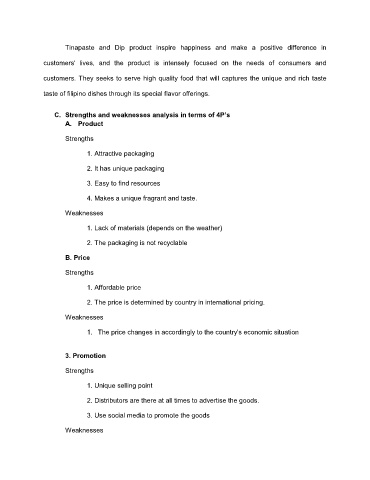 Tinapaste and Dip product inspire happiness and make a positive difference in
customers' lives, and the product is intensely focused on the needs of consumers and
customers. They seeks to serve high quality food that will captures the unique and rich taste
taste of filipino dishes through its special flavor offerings.
C. Strengths and weaknesses analysis in terms of 4P's
A. Product
Strengths
1. Attractive packaging
2. It has unique packaging
3. Easy to find resources
4. Makes a unique fragrant and taste.
Weaknesses
1. Lack of materials (depends on the weather)
2. The packaging is not recyclable
B. Price
Strengths
1. Affordable price
2. The price is determined by country in international pricing.
Weaknesses
1. The price changes in accordingly to the country's economic situation
3. Promotion
Strengths
1. Unique selling point
2. Distributors are there at all times to advertise the goods.
3. Use social media to promote the goods
Weaknesses